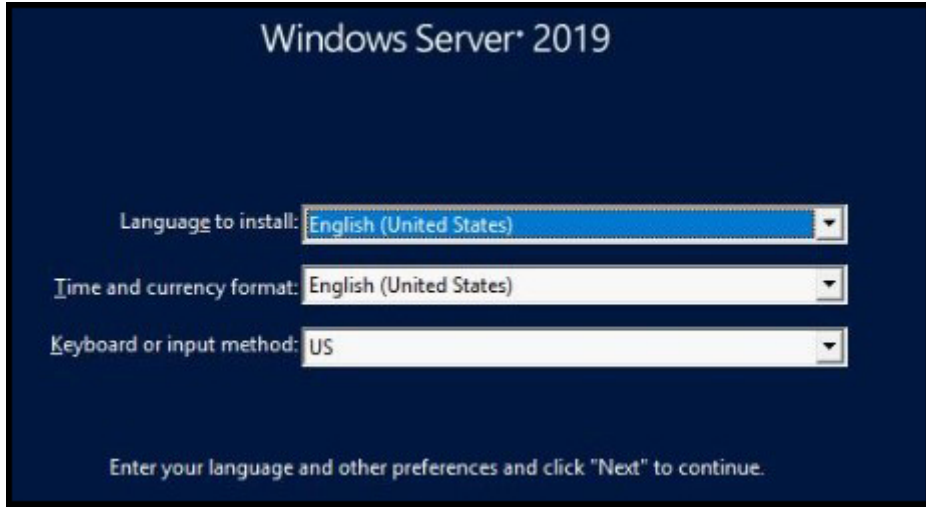 Windows Server® 2019
Language to install: English (United States)
Time and currency format: English (United States)
Keyboard or input method: US
Enter your language and other preferences and click "Next" to continue.